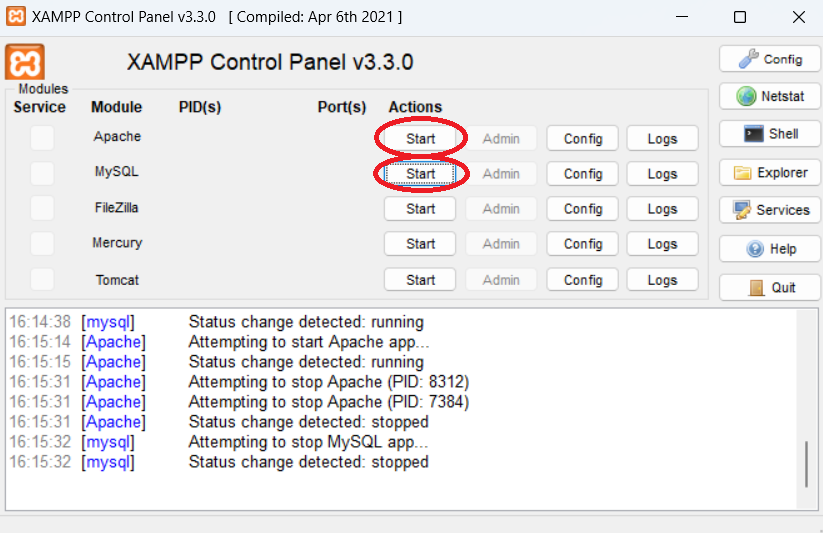 XAMPP Control Panel v3.3.0 [ Compiled: Apr 6th 2021 ]
XAMPP Control Panel v3.3.0
Config
Modules
Service Module PID(s) Port(s) Actions
Netstat
Apache Start Admin Config Logs
Shell
MySQL Start Admin Config Logs
Explorer
FileZilla Start Admin Config Logs
Services
Mercury Start Admin Config Logs
Help
Tomcat Start Admin Config Logs
Quit
16:14:38 [mysql] Status change detected: running
16:15:14 [Apache] Attempting to start Apache app...
16:15:15 [Apache] Status change detected: running
16:15:31 [Apache] Attempting to stop Apache (PID: 8312)
16:15:31 [Apache] Attempting to stop Apache (PID: 7384)
16:15:31 [Apache] Status change detected: stopped
16:15:32 [mysql] Attempting to stop MySQL app...
16:15:32 [mysql] Status change detected: stopped